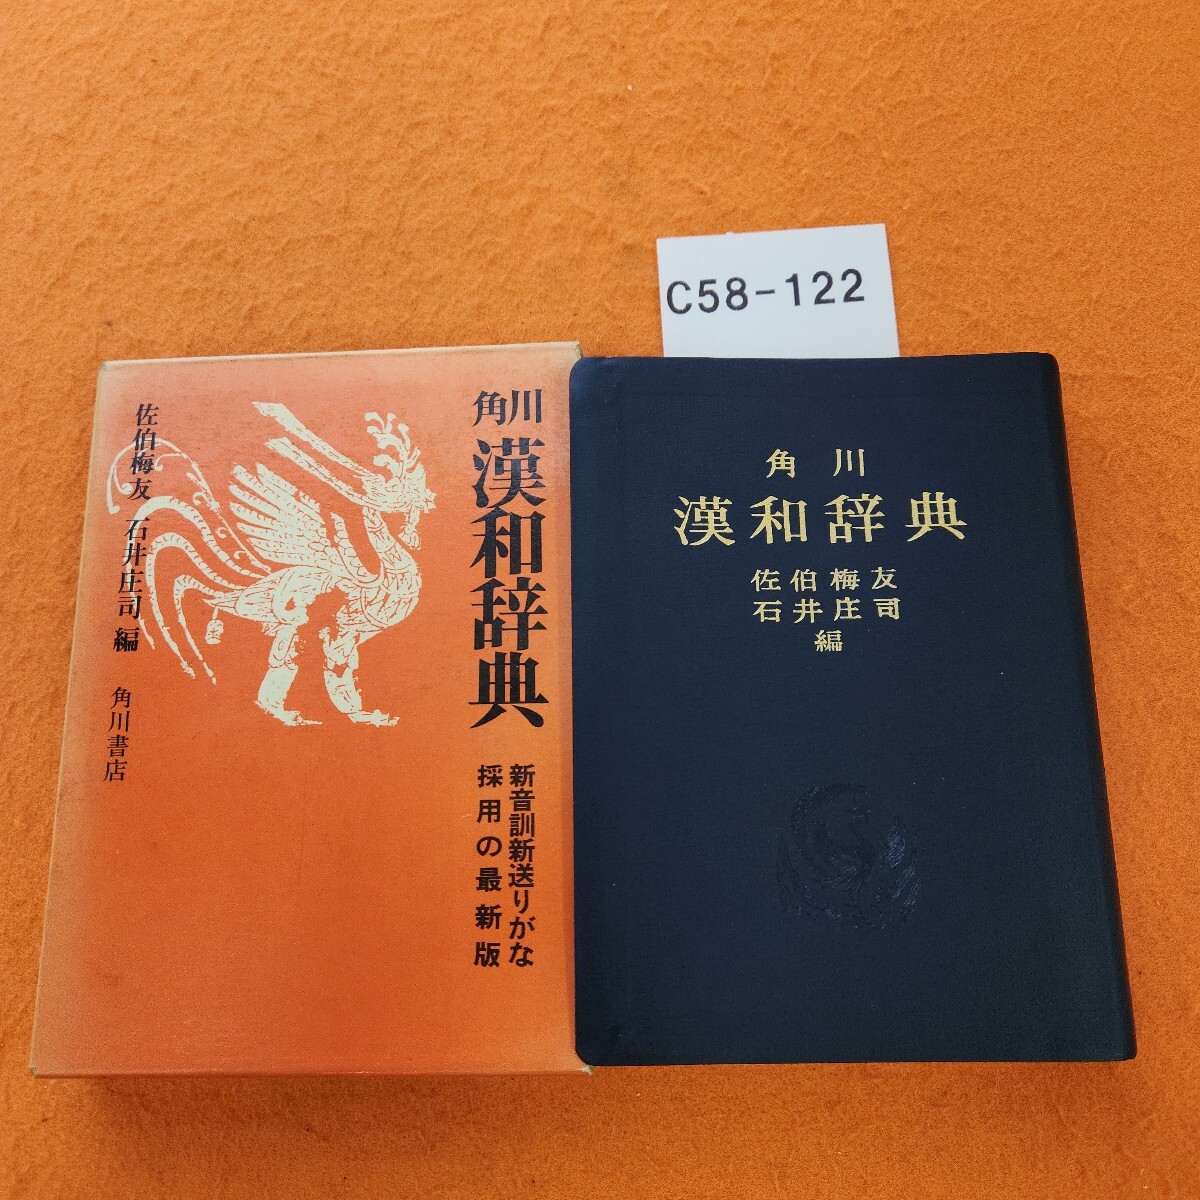 C58-122
角川
漢和辞典
新音訓新送りがな
採用の最新版
佐伯梅友 石井庄司 編
角川書店
角川
漢和辞典
佐伯梅友
石井庄司
編